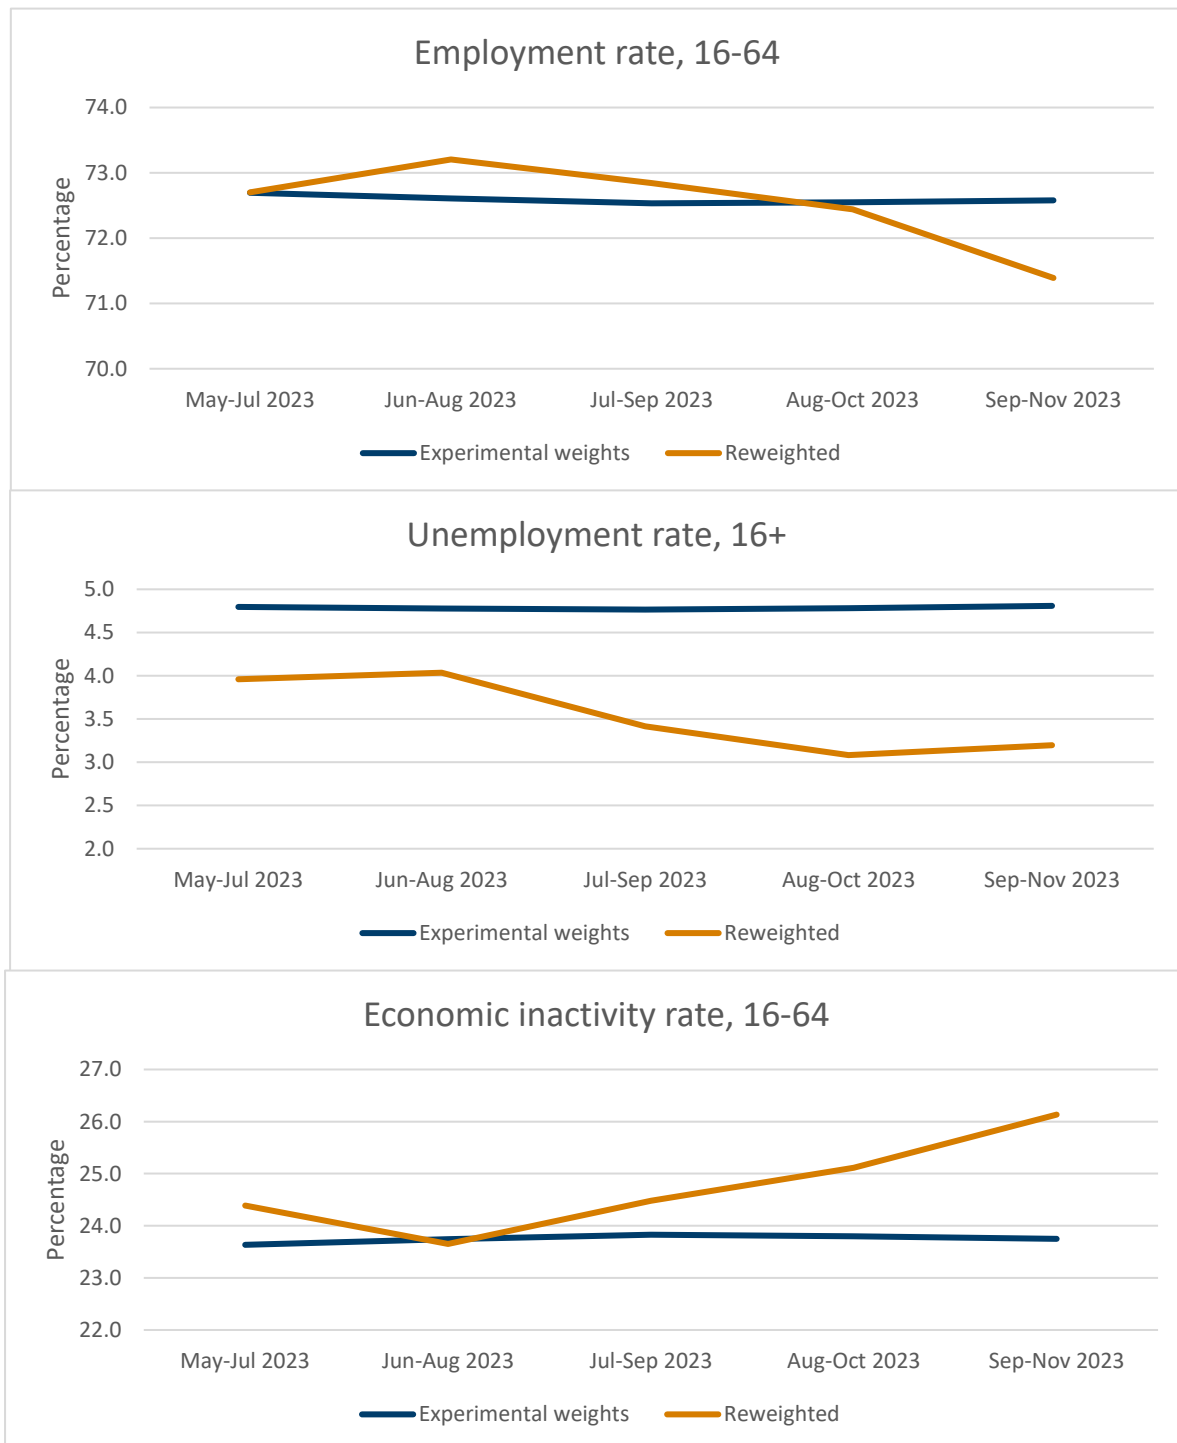 Employment rate, 16-64
Percentage
74.0
73.0
72.0
71.0
70.0
May-Jul 2023 Jun-Aug 2023 Jul-Sep 2023 Aug-Oct 2023 Sep-Nov 2023
Experimental weights Reweighted
Unemployment rate, 16+
Percentage
5.0
4.5
4.0
3.5
3.0
2.5
2.0
May-Jul 2023 Jun-Aug 2023 Jul-Sep 2023 Aug-Oct 2023 Sep-Nov 2023
Experimental weights Reweighted
Economic inactivity rate, 16-64
Percentage
27.0
26.0
25.0
24.0
23.0
22.0
May-Jul 2023 Jun-Aug 2023 Jul-Sep 2023 Aug-Oct 2023 Sep-Nov 2023
Experimental weights Reweighted